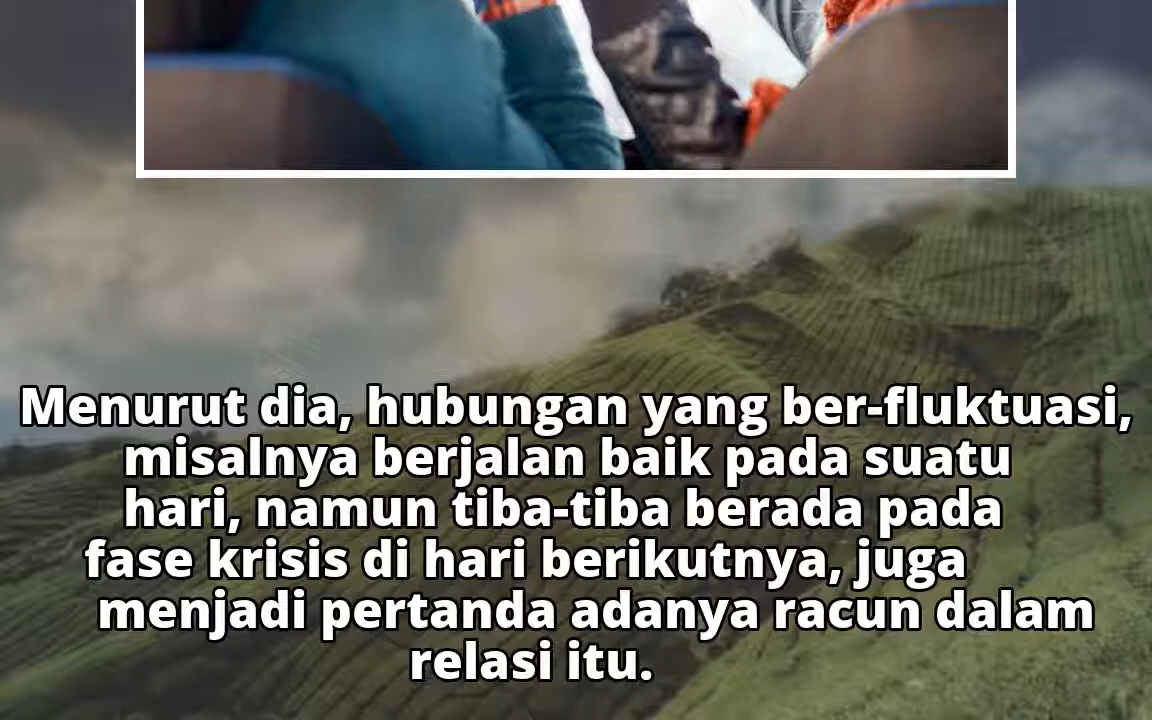 Menurut dia, hubungan yang ber-fluktuasi,
misalnya berjalan baik pada suatu
hari, namun tiba-tiba berada pada
fase krisis di hari berikutnya, juga
menjadi pertanda adanya racun dalam
relasi itu.